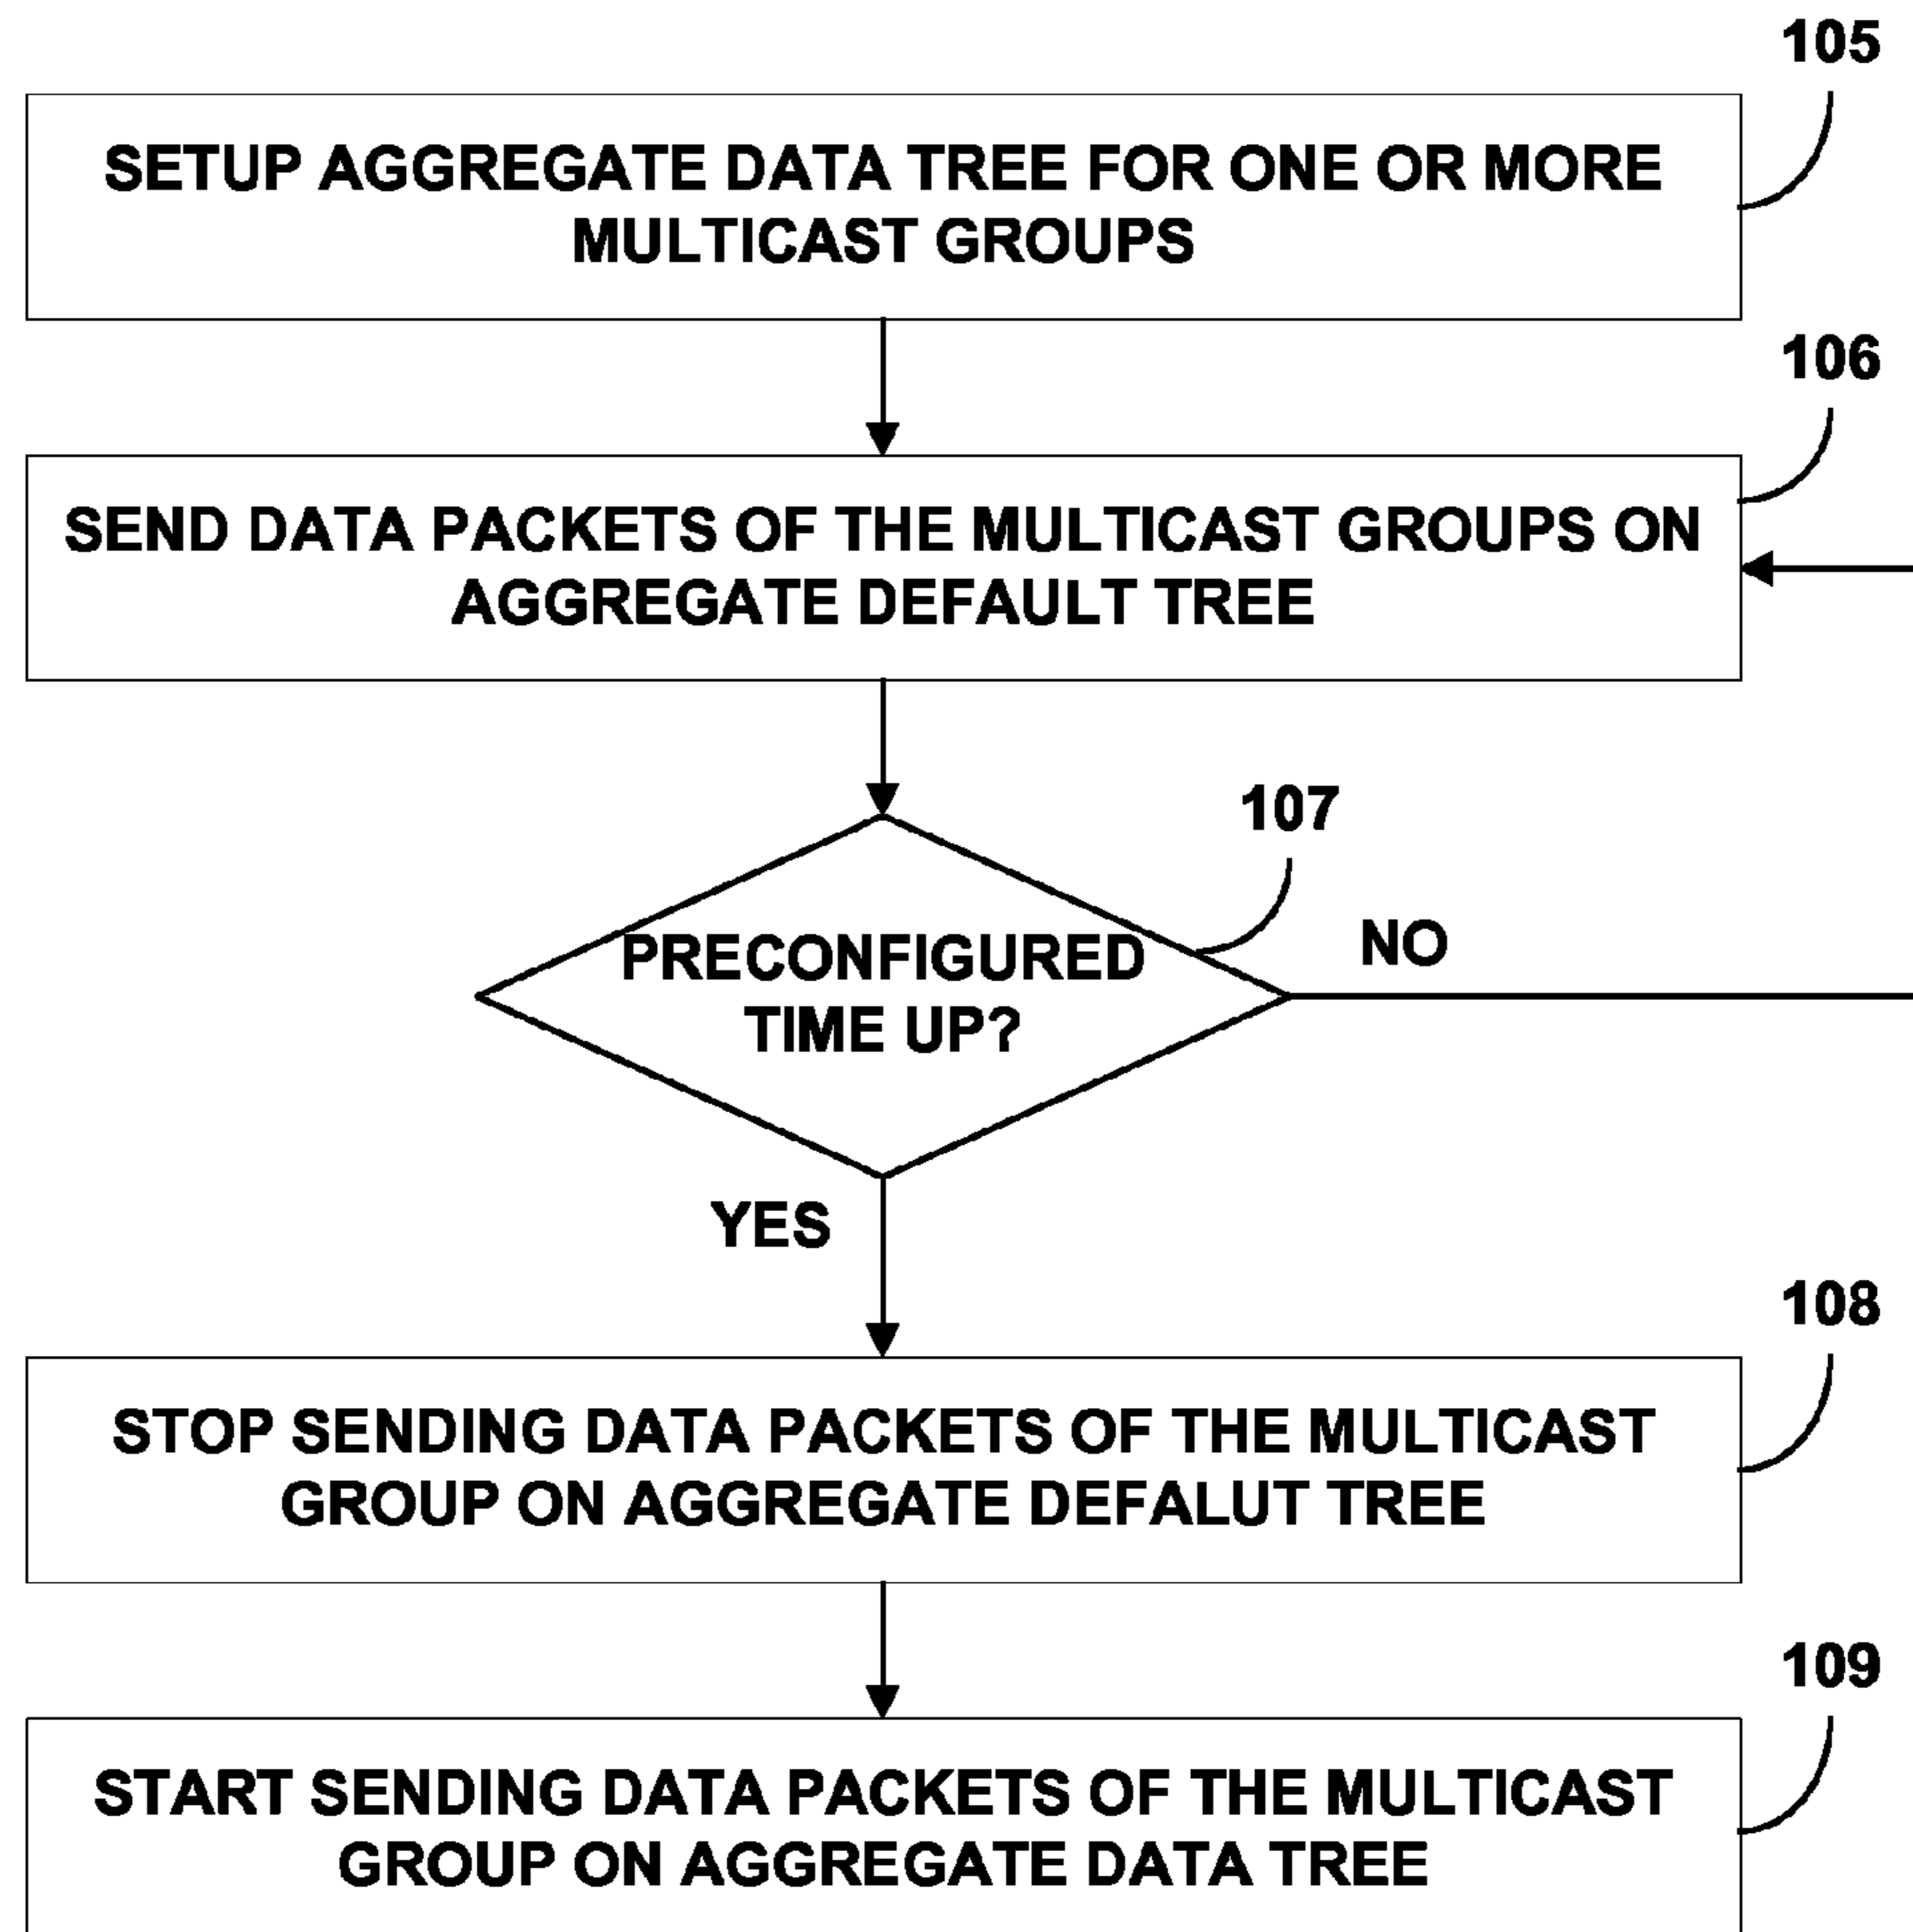 105
SETUP AGGREGATE DATA TREE FOR ONE OR MORE
MULTICAST GROUPS
106
SEND DATA PACKETS OF THE MULTICAST GROUPS ON
AGGREGATE DEFAULT TREE
107
PRECONFIGURED
TIME UP?
NO
YES
108
STOP SENDING DATA PACKETS OF THE MULTICAST
GROUP ON AGGREGATE DEFALUT TREE
109
START SENDING DATA PACKETS OF THE MULTICAST
GROUP ON AGGREGATE DATA TREE